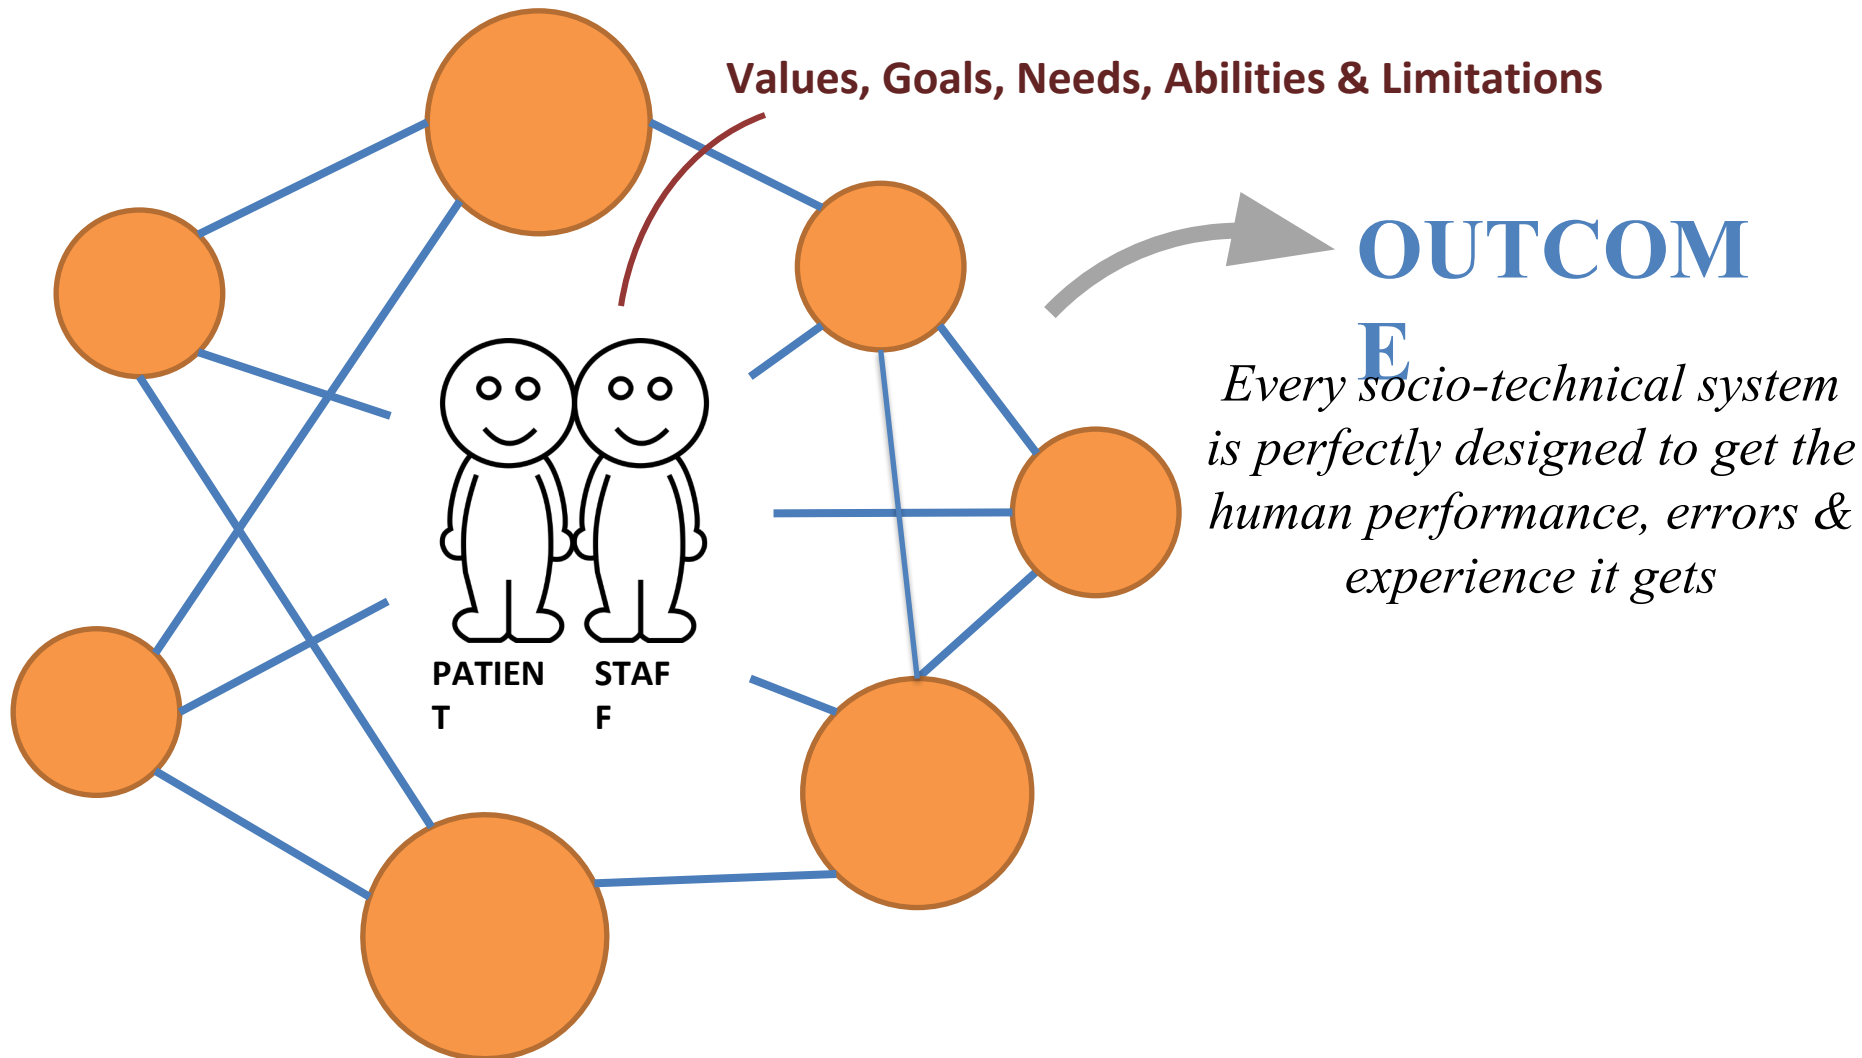 Values, Goals, Needs, Abilities & Limitations
OUTCOM
E
Every socio-technical system
is perfectly designed to get the
human performance, errors &
experience it gets
PATIEN
T
STAF
F